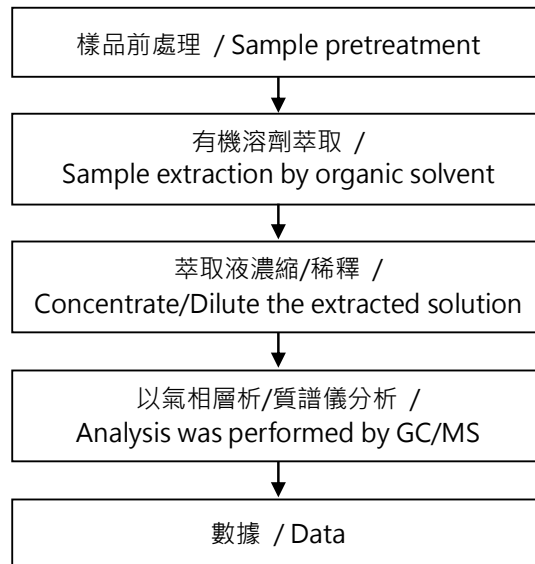 樣品前處理 / Sample pretreatment
有機溶劑萃取 /
Sample extraction by organic solvent
萃取液濃縮/稀釋 /
Concentrate/Dilute the extracted solution
以氣相層析/質譜儀分析 /
Analysis was performed by GC/MS
數據 / Data